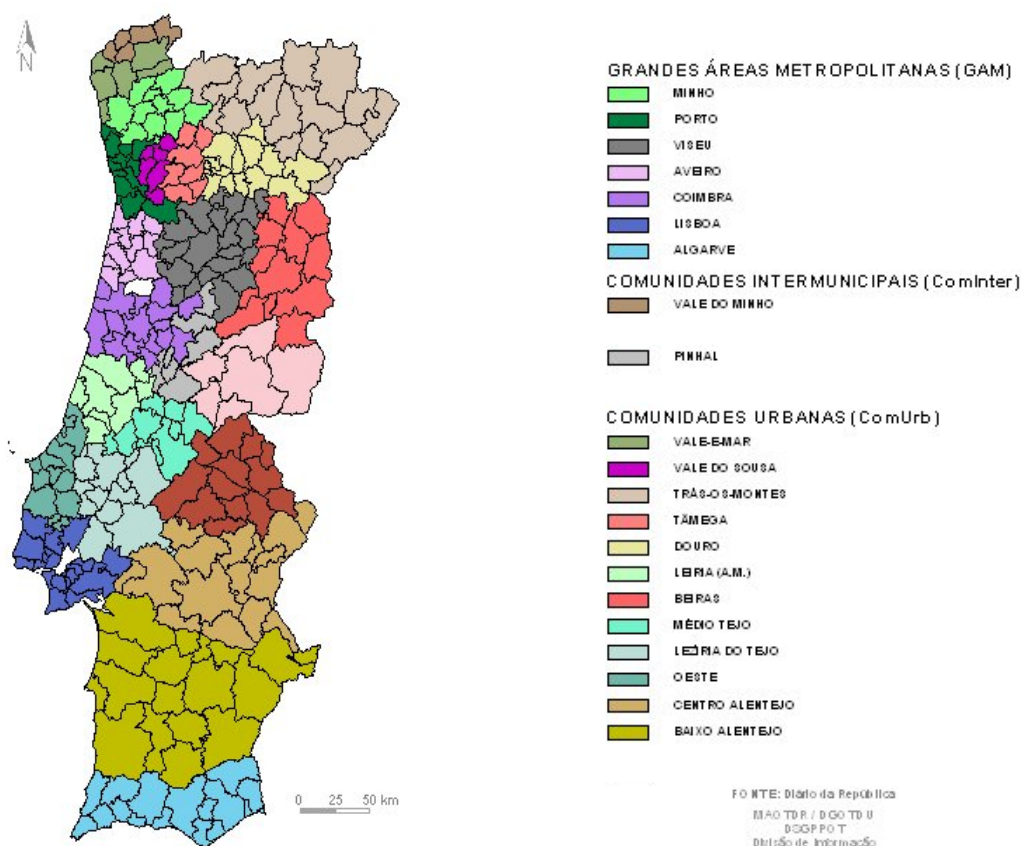 N
GRANDES ÁREAS METROPOLITANAS (GAM)
MINHO
PORTO
VISEU
AVEIRO
COIMBRA
LISBOA
ALGARVE
COMUNIDADES INTERMUNICIPAIS (ComInter)
VALE DO MINHO
PINHAL
COMUNIDADES URBANAS (ComUrb)
VALE-E-MAR
VALE DO SOUSA
TRÁS-OS-MONTES
TÂMEGA
DOURO
LEIRIA (A.M.)
BEIRAS
MÉDIO TEJO
LEZÍRIA DO TEJO
OESTE
CENTRO ALENTEJO
BAIXO ALENTEJO
0 25 50 km
FONTE: Diário da República
MAOTDR / DGOTDU
DSGPPOT
Divisão de Informação